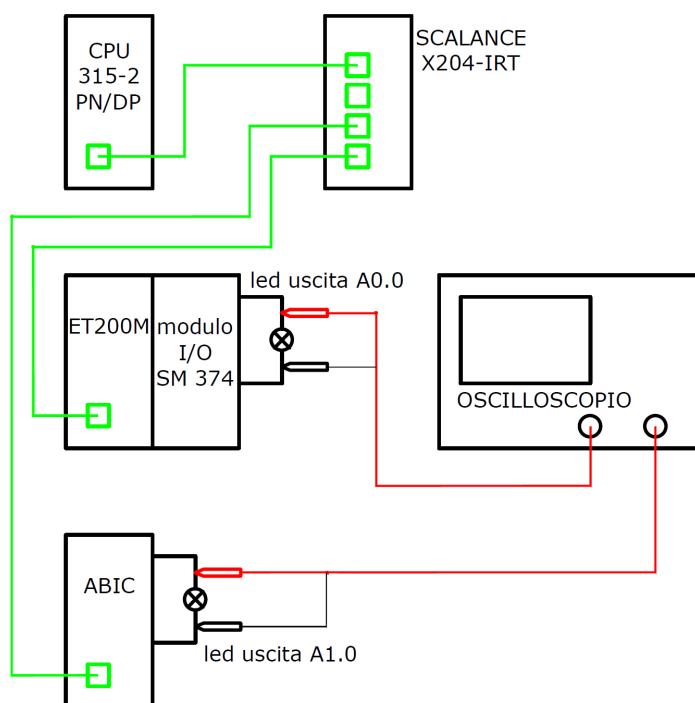 CPU
315-2
PN/DP
SCALANCE
X204-IRT
led uscita A0.0
ET200M
modulo
I/O
SM 374
OSCILLOSCOPIO
ABIC
led uscita A1.0